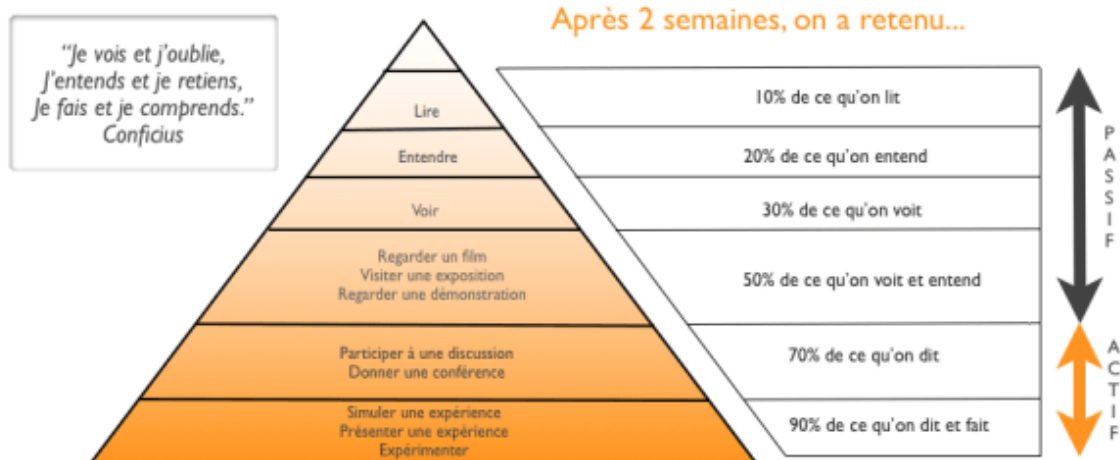 Après 2 semaines, on a retenu...
“Je vois et j'oublie,
J'entends et je retiens,
Je fais et je comprends.”
Conficius
Lire
10% de ce qu'on lit
Entendre
20% de ce qu'on entend
Voir
30% de ce qu'on voit
Regarder un film
Visiter une exposition
Regarder une démonstration
50% de ce qu'on voit et entend
PASSIF
Participer à une discussion
Donner une conférence
70% de ce qu'on dit
Simuler une expérience
Présenter une expérience
Expérimenter
90% de ce qu'on dit et fait
ACTIF